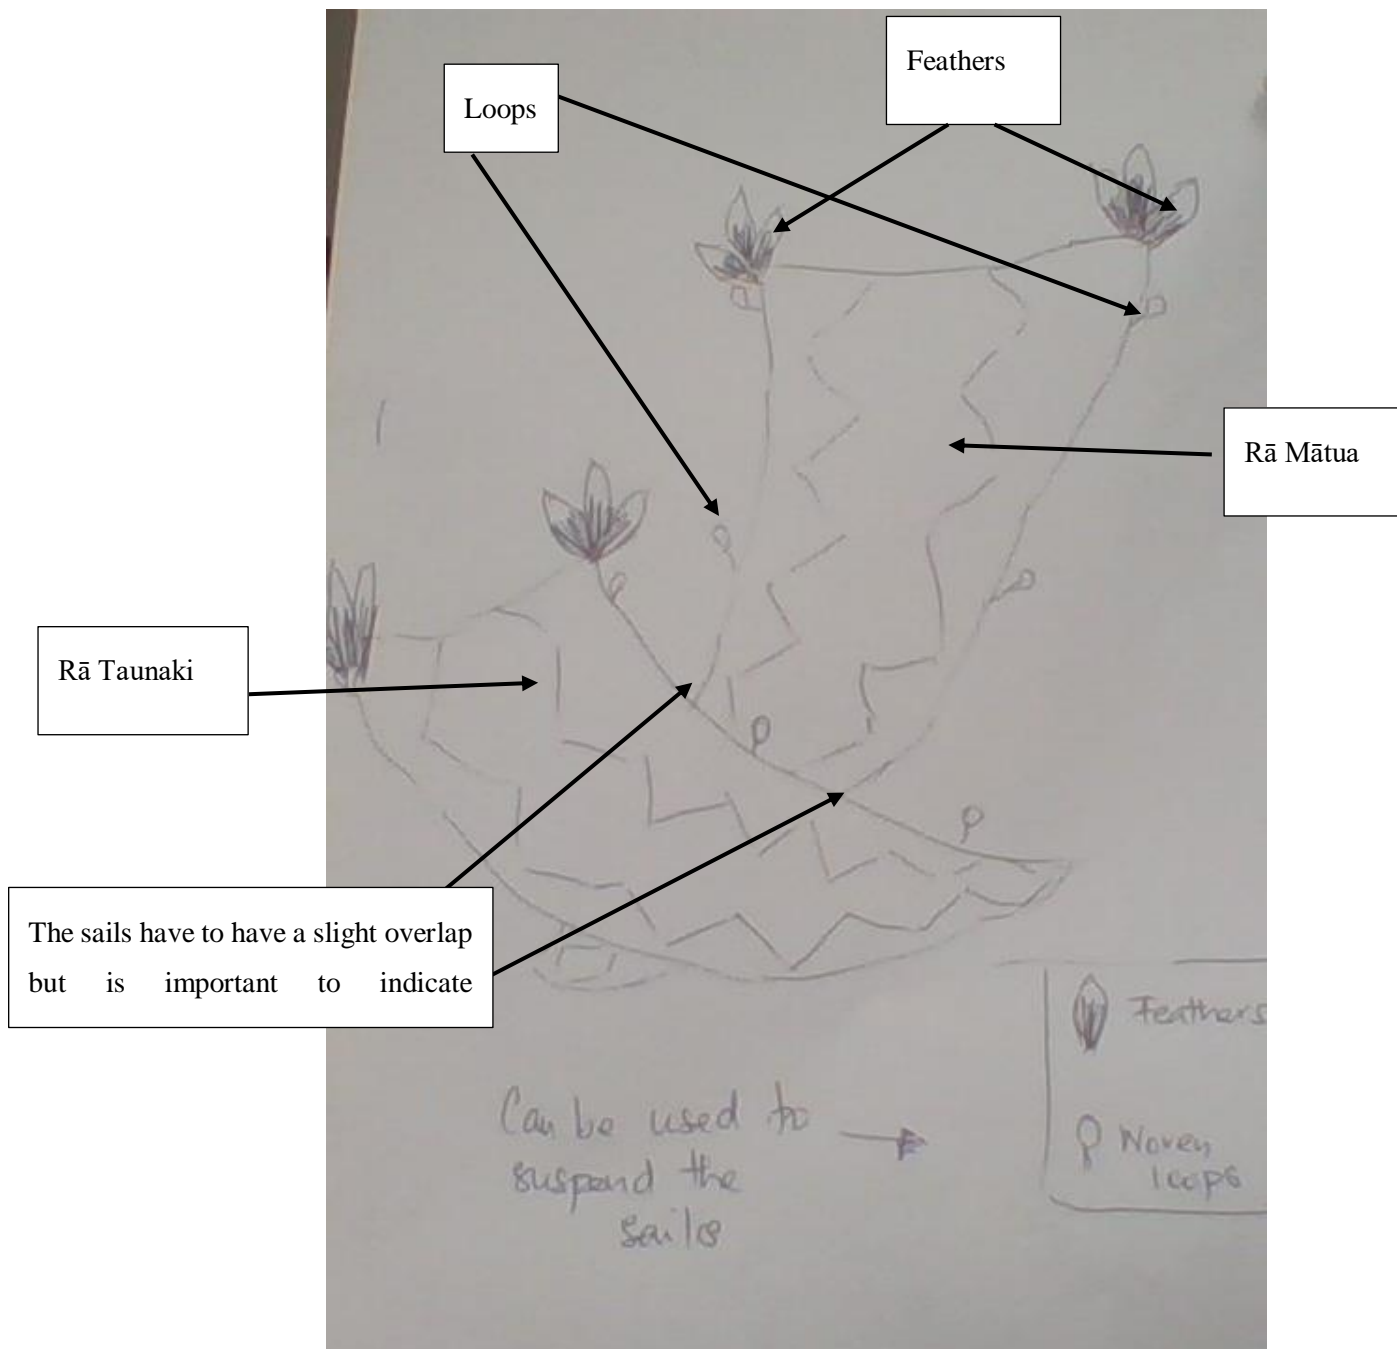 Feathers
Loops
Rā Mātua
Rā Taunaki
The sails have to have a slight overlap
but is important to indicate
Feathers
Can be used to
suspend the
sails
Woven
loops